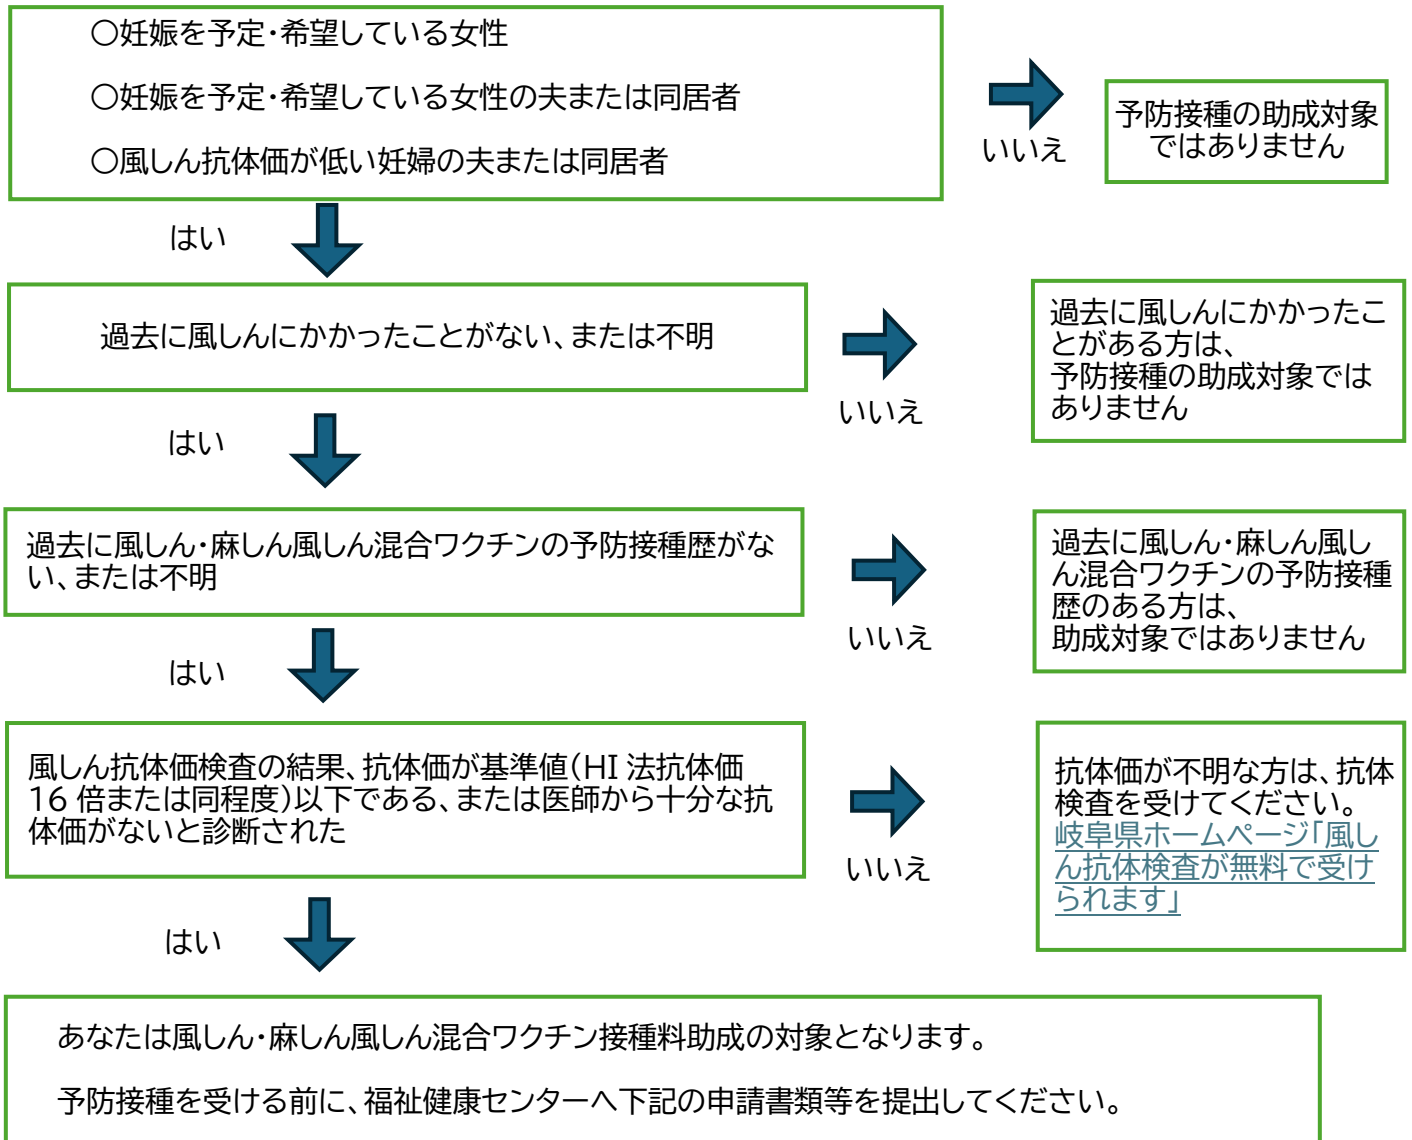 ○妊娠を予定・希望している女性
○妊娠を予定・希望している女性の夫または同居者
○風しん抗体価が低い妊婦の夫または同居者
いいえ
予防接種の助成対象
ではありません
はい
過去に風しんにかかったことがない、または不明
いいえ
過去に風しんにかかったこ
とがある方は、
予防接種の助成対象では
ありません
はい
過去に風しん・麻しん風しん混合ワクチンの予防接種歴がな
い、または不明
いいえ
過去に風しん・麻しん風し
ん混合ワクチンの予防接種
歴のある方は、
助成対象ではありません
はい
風しん抗体価検査の結果、抗体価が基準値(HI 法抗体価
16 倍または同程度)以下である、または医師から十分な抗
体価がないと診断された
いいえ
抗体価が不明な方は、抗体
検査を受けてください。
岐阜県ホームページ「風し
ん抗体検査が無料で受け
られます」
はい
あなたは風しん・麻しん風しん混合ワクチン接種料助成の対象となります。
予防接種を受ける前に、福祉健康センターへ下記の申請書類等を提出してください。